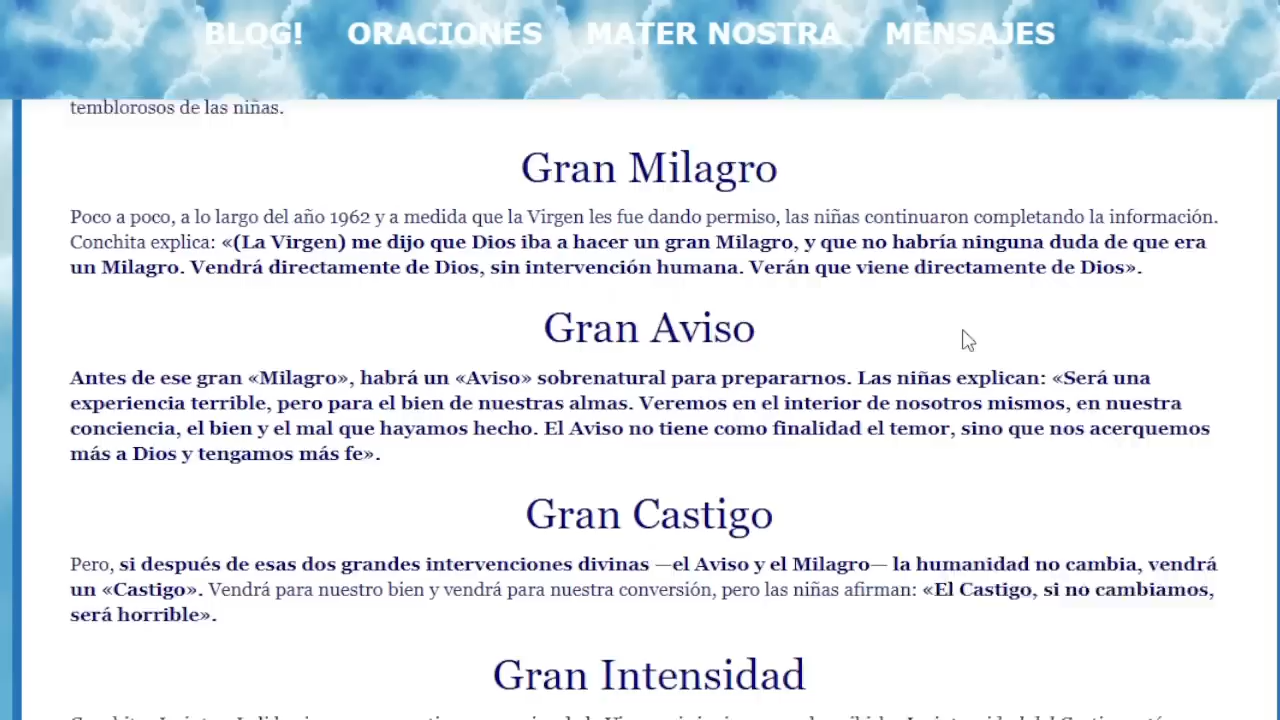 BLOG! ORACIONES MATER NOSTRA MENSAJES
temblorosos de las niñas.
Gran Milagro
Poco a poco, a lo largo del año 1962 y a medida que la Virgen les fue dando permiso, las niñas continuaron completando la información.
Conchita explica: «(La Virgen) me dijo que Dios iba a hacer un gran Milagro, y que no habría ninguna duda de que era
un Milagro. Vendrá directamente de Dios, sin intervención humana. Verán que viene directamente de Dios».
Gran Aviso
Antes de ese gran «Milagro», habrá un «Aviso» sobrenatural para prepararnos. Las niñas explican: «Será una
experiencia terrible, pero para el bien de nuestras almas. Veremos en el interior de nosotros mismos, en nuestra
conciencia, el bien y el mal que hayamos hecho. El Aviso no tiene como finalidad el temor, sino que nos acerquemos
más a Dios y tengamos más fe».
Gran Castigo
Pero, si después de esas dos grandes intervenciones divinas —el Aviso y el Milagro— la humanidad no cambia, vendrá
un «Castigo». Vendrá para nuestro bien y vendrá para nuestra conversión, pero las niñas afirman: «El Castigo, si no cambiamos,
será horrible».
Gran Intensidad